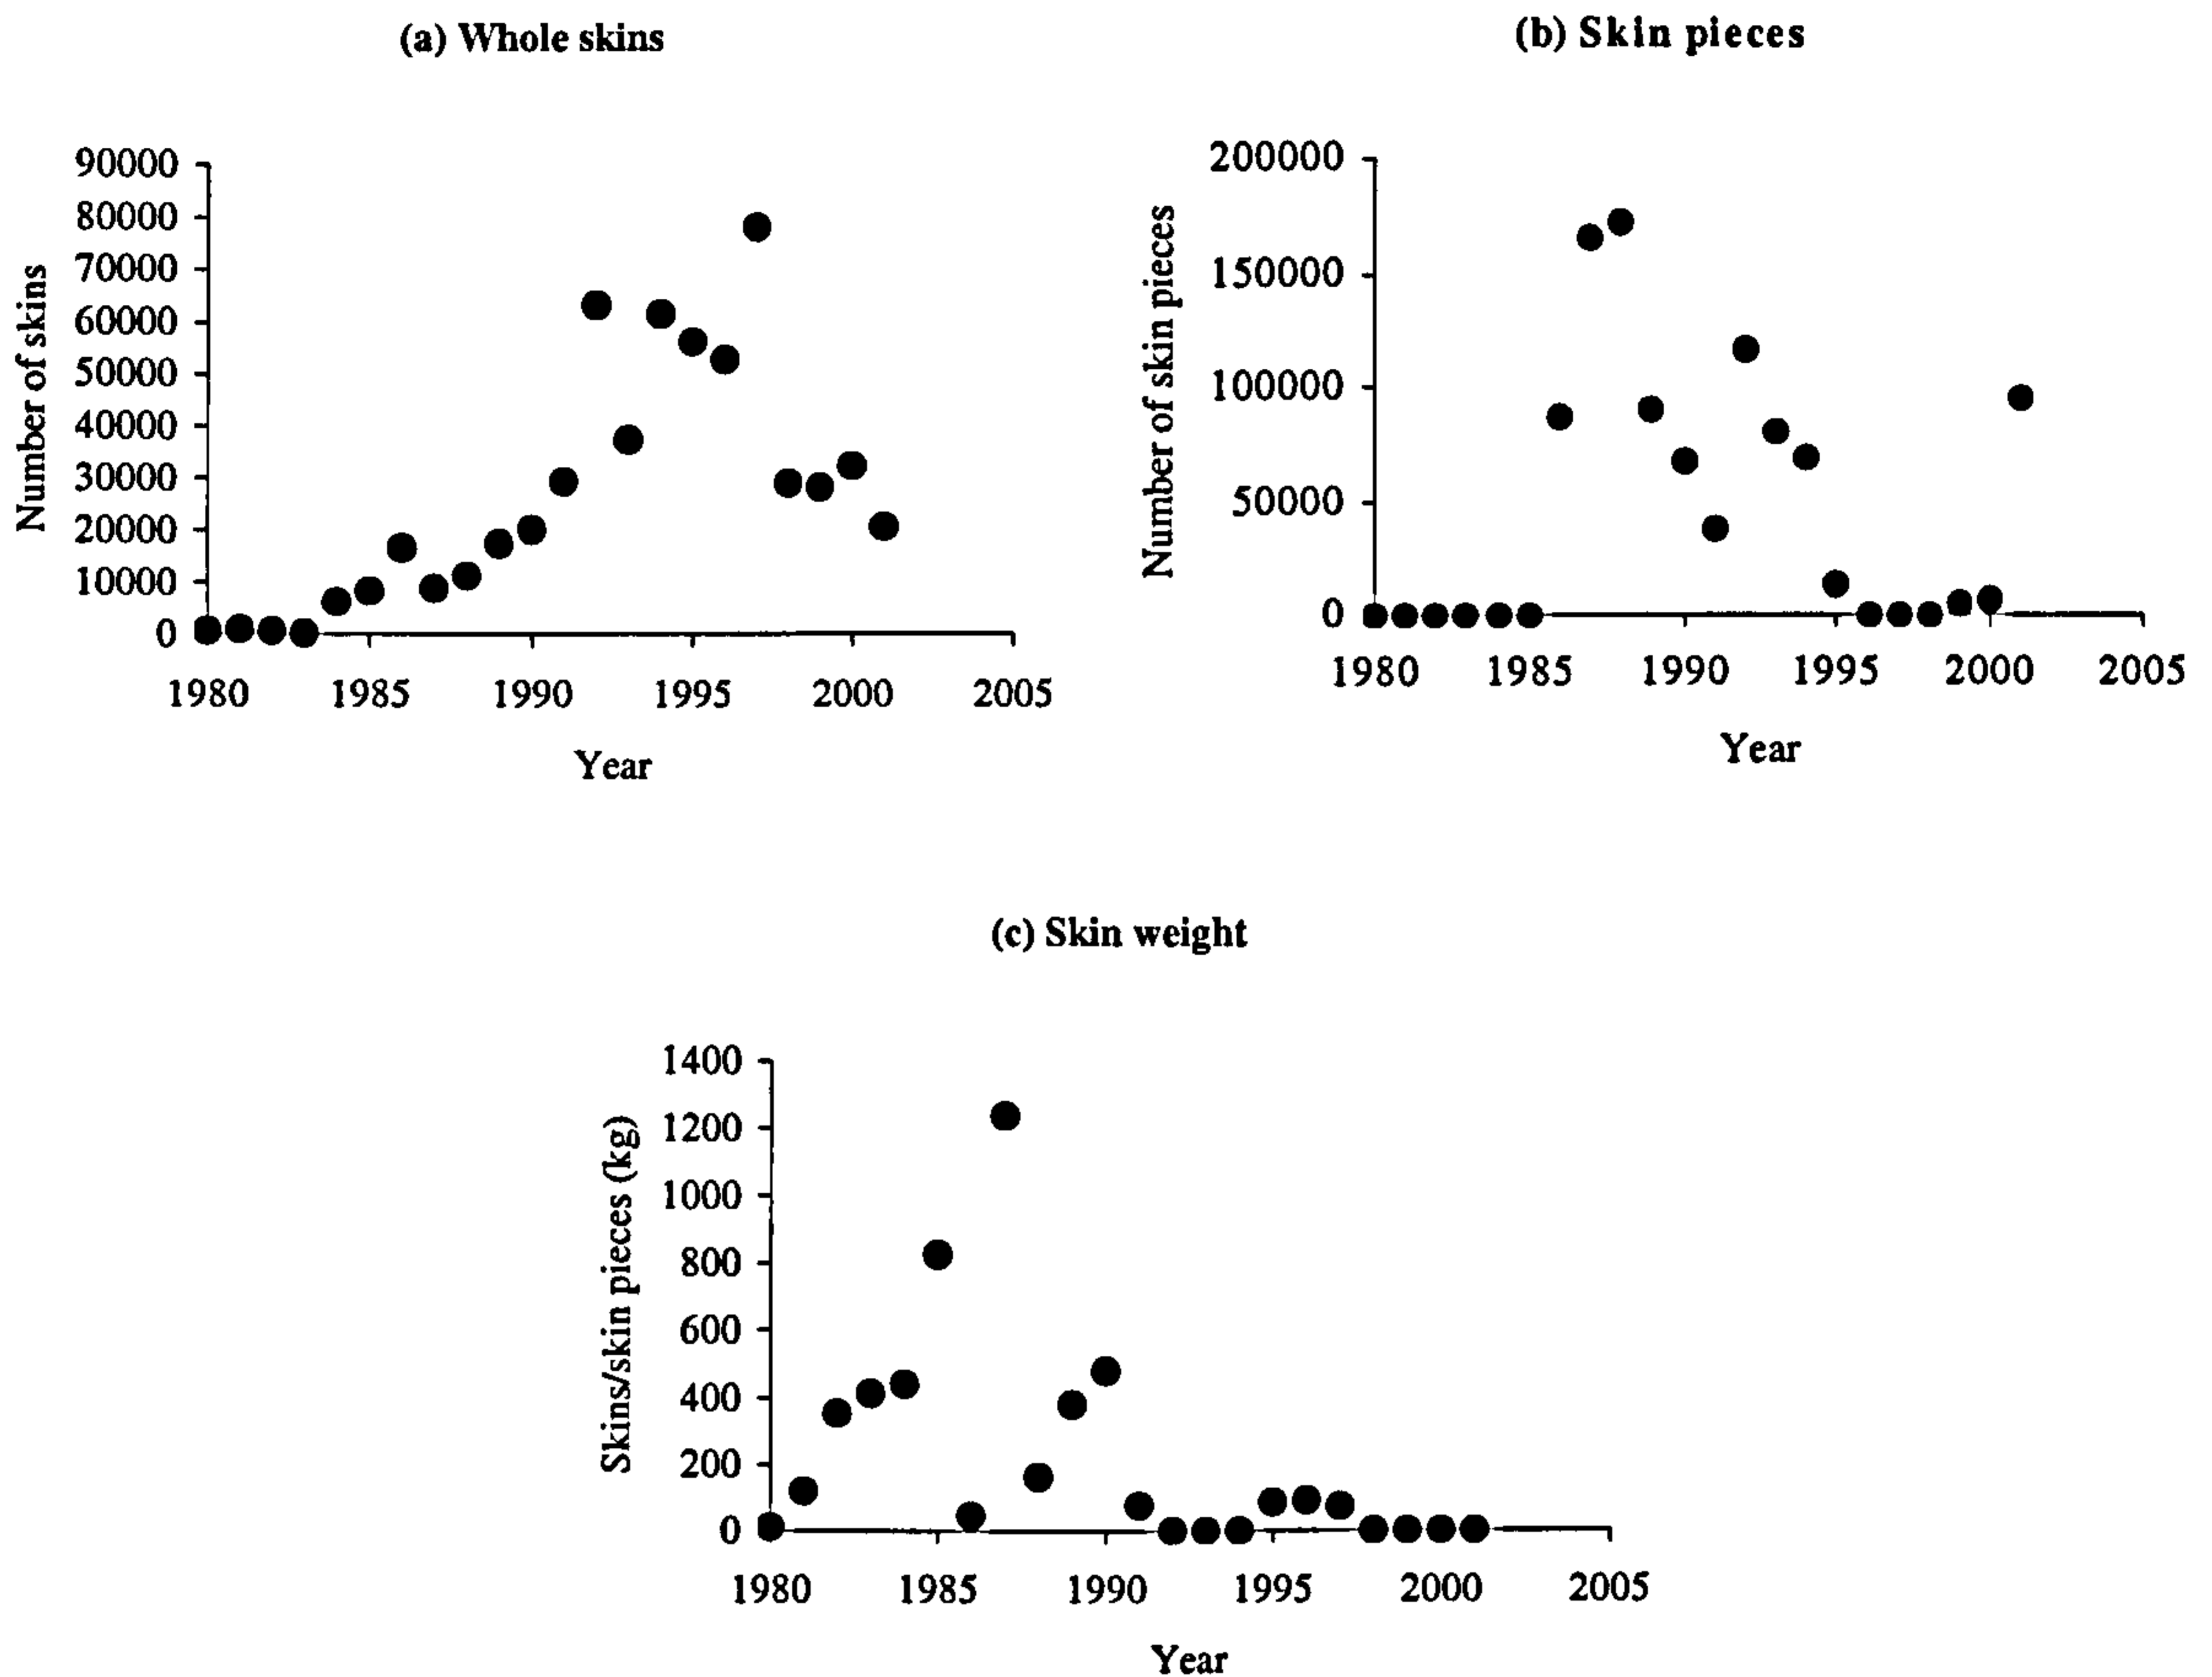 (a) Whole skins
90000
80000
70000
60000
50000
40000
30000
20000
10000
0
Number of skins
1980 1985 1990 1995 2000 2005
Year
(b) Skin pieces
200000
150000
100000
50000
0
Number of skin pieces
1980 1985 1990 1995 2000 2005
Year
(c) Skin weight
1400
1200
1000
800
600
400
200
0
Skins/skin pieces (kg)
1980 1985 1990 1995 2000 2005
Year